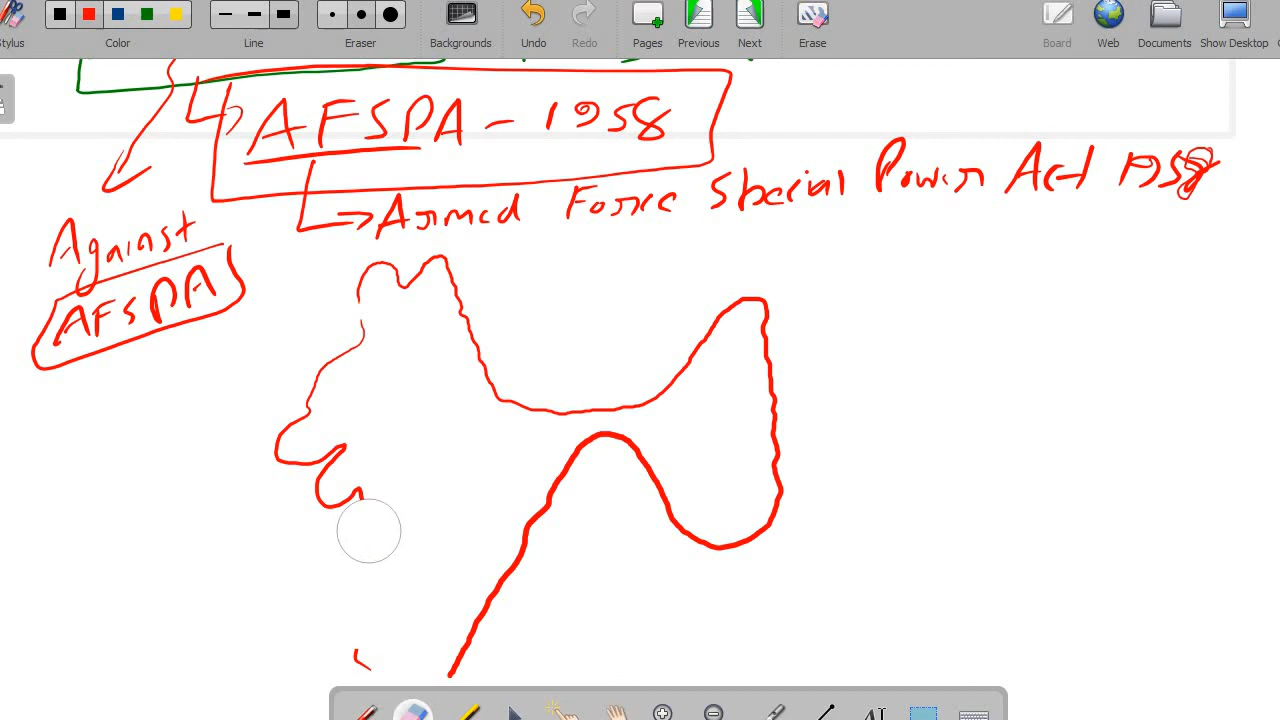 Stylus
Color
Line
Eraser
Backgrounds
Undo
Redo
Pages
Previous
Next
Erase
Board
Web
Documents
Show Desktop
AFSPA - 1958
Armed Force Special Power Act 1958
Against
AFSPA